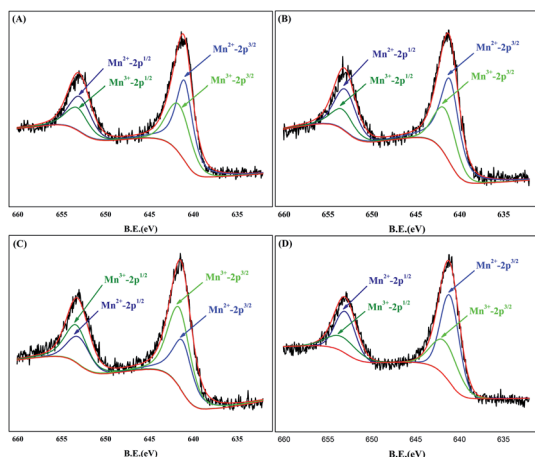 (A)
Mn2+-2p1/2
Mn3+-2p1/2
Mn2+-2p3/2
Mn3+-2p3/2
660 655 650 645 640 635
B.E.(eV)
(B)
Mn2+-2p1/2
Mn3+-2p1/2
Mn2+-2p3/2
Mn3+-2p3/2
660 655 650 645 640 635
B.E.(eV)
(C)
Mn3+-2p1/2
Mn2+-2p1/2
Mn3+-2p3/2
Mn2+-2p3/2
660 655 650 645 640 635
B.E.(eV)
(D)
Mn2+-2p1/2
Mn3+-2p1/2
Mn2+-2p3/2
Mn3+-2p3/2
660 655 650 645 640 635
B.E.(eV)